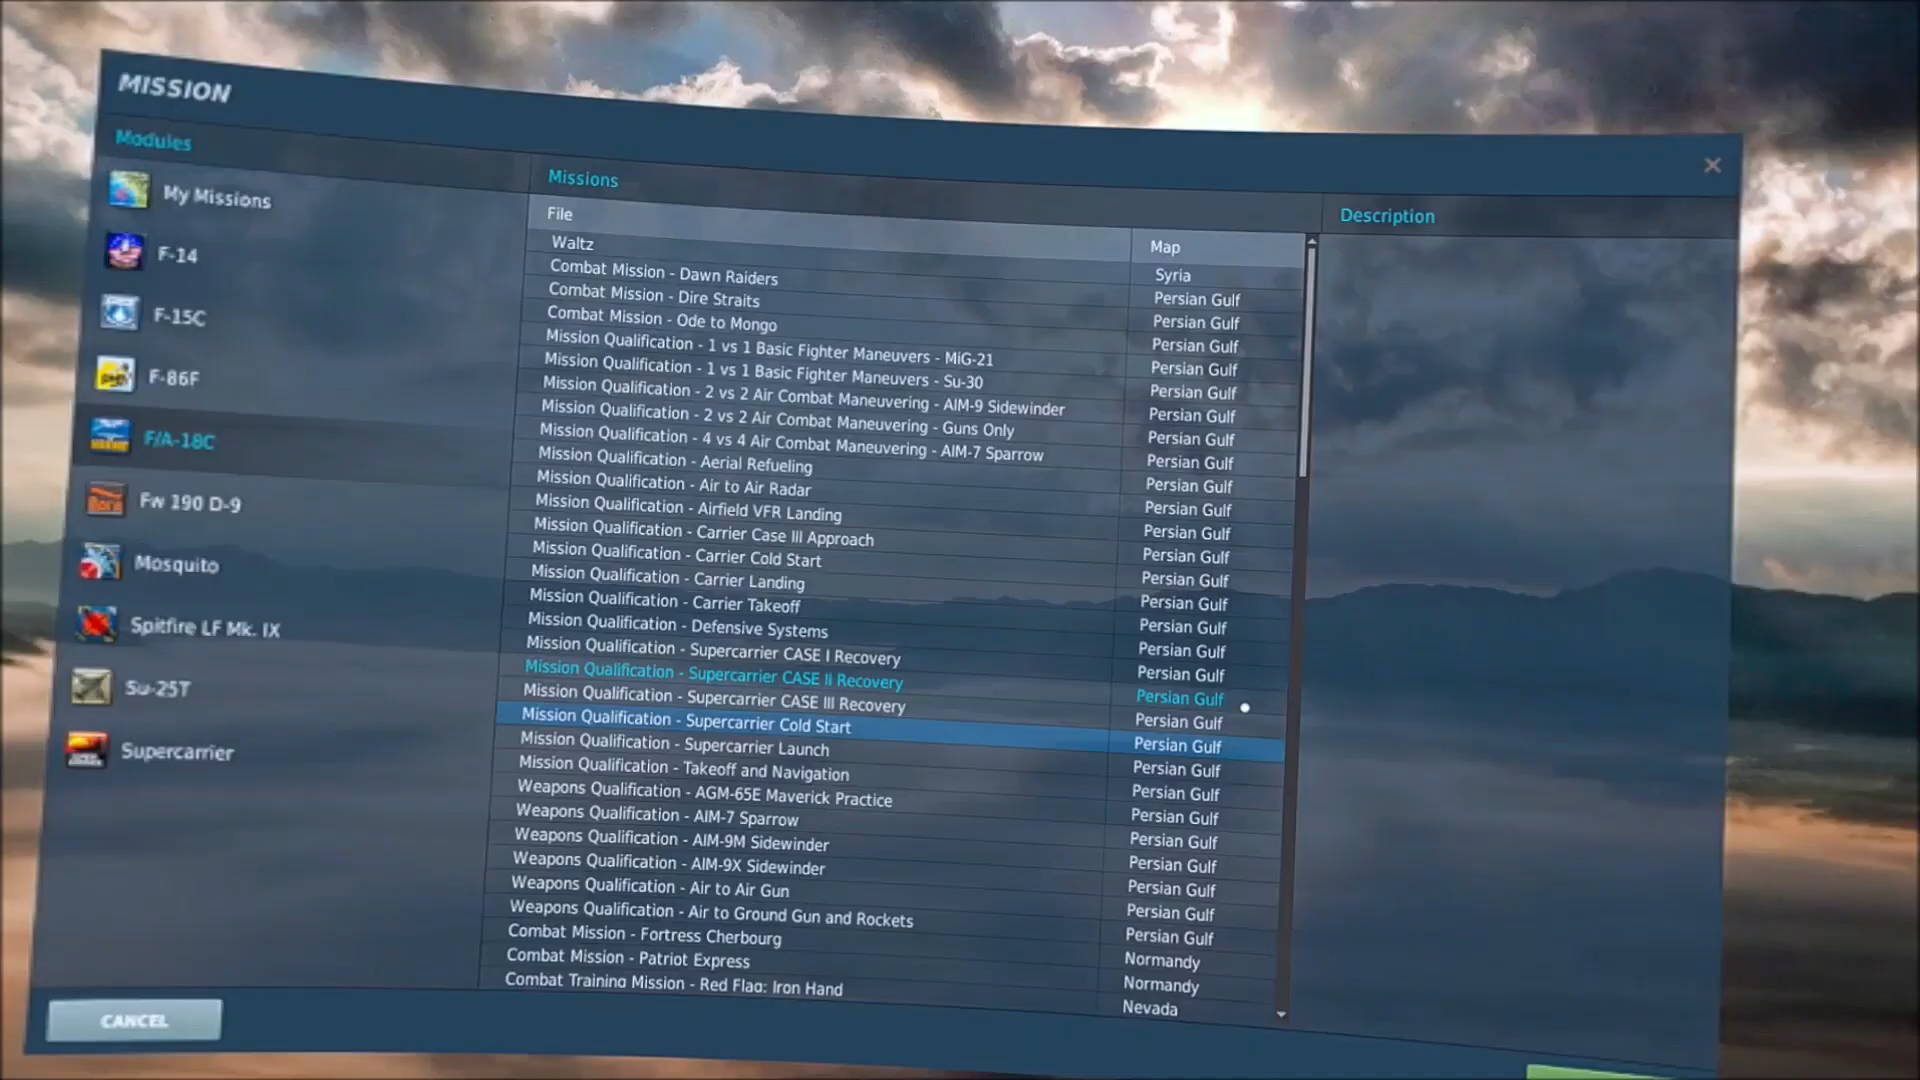 MISSION
Modules
My Missions
F-14
F-15C
F-86F
F/A-18C
Fw 190 D-9
Mosquito
Spitfire LF Mk. IX
Su-25T
Supercarrier
CANCEL
Missions
File Map
Waltz Syria
Combat Mission - Dawn Raiders Persian Gulf
Combat Mission - Dire Straits Persian Gulf
Combat Mission - Ode to Mongo Persian Gulf
Mission Qualification - 1 vs 1 Basic Fighter Maneuvers - MiG-21 Persian Gulf
Mission Qualification - 1 vs 1 Basic Fighter Maneuvers - Su-30 Persian Gulf
Mission Qualification - 2 vs 2 Air Combat Maneuvering - AIM-9 Sidewinder Persian Gulf
Mission Qualification - 2 vs 2 Air Combat Maneuvering - Guns Only Persian Gulf
Mission Qualification - 4 vs 4 Air Combat Maneuvering - AIM-7 Sparrow Persian Gulf
Mission Qualification - Aerial Refueling Persian Gulf
Mission Qualification - Air to Air Radar Persian Gulf
Mission Qualification - Airfield VFR Landing Persian Gulf
Mission Qualification - Carrier Case III Approach Persian Gulf
Mission Qualification - Carrier Cold Start Persian Gulf
Mission Qualification - Carrier Landing Persian Gulf
Mission Qualification - Carrier Takeoff Persian Gulf
Mission Qualification - Defensive Systems Persian Gulf
Mission Qualification - Supercarrier CASE I Recovery Persian Gulf
Mission Qualification - Supercarrier CASE II Recovery Persian Gulf
Mission Qualification - Supercarrier CASE III Recovery Persian Gulf
Mission Qualification - Supercarrier Cold Start Persian Gulf
Mission Qualification - Supercarrier Launch Persian Gulf
Mission Qualification - Takeoff and Navigation Persian Gulf
Weapons Qualification - AGM-65E Maverick Practice Persian Gulf
Weapons Qualification - AIM-7 Sparrow Persian Gulf
Weapons Qualification - AIM-9M Sidewinder Persian Gulf
Weapons Qualification - AIM-9X Sidewinder Persian Gulf
Weapons Qualification - Air to Air Gun Persian Gulf
Weapons Qualification - Air to Ground Gun and Rockets Persian Gulf
Combat Mission - Fortress Cherbourg Normandy
Combat Mission - Patriot Express Normandy
Combat Training Mission - Red Flag: Iron Hand Nevada
Description